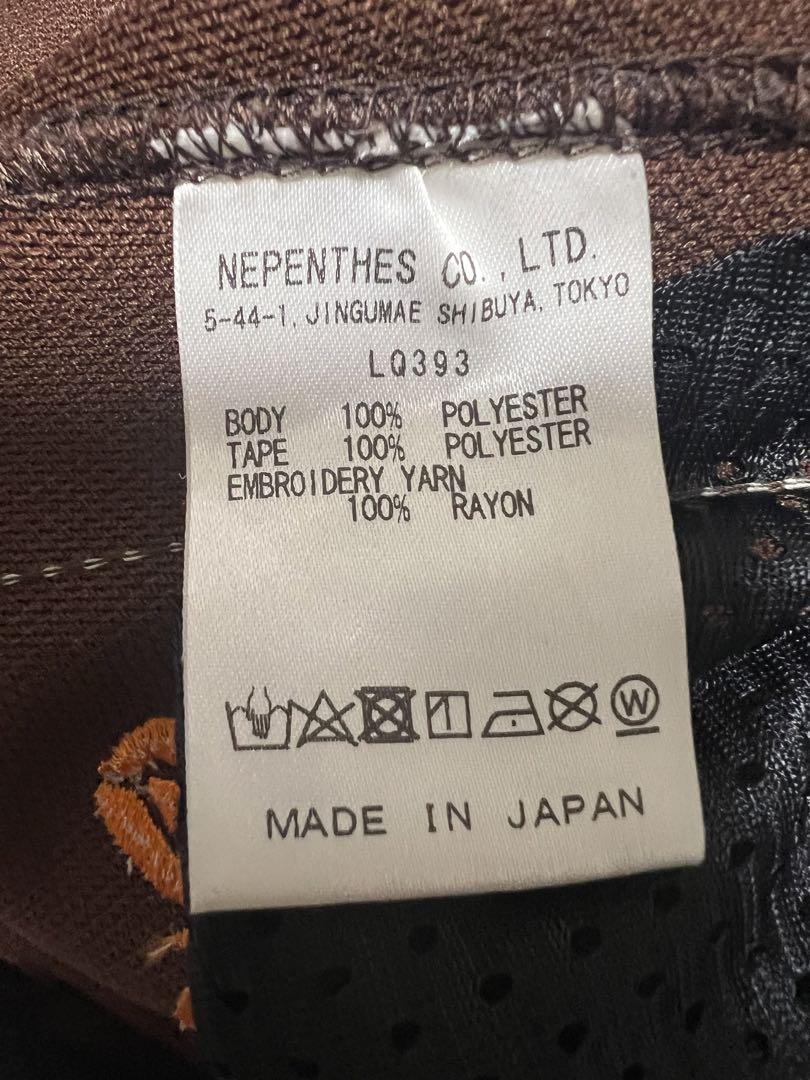 NEPENTHES CO., LTD.
5-44-1, JINGUMAE SHIBUYA, TOKYO
LQ393
BODY 100% POLYESTER
TAPE 100% POLYESTER
EMBROIDERY YARN
100% RAYON
W
MADE IN JAPAN